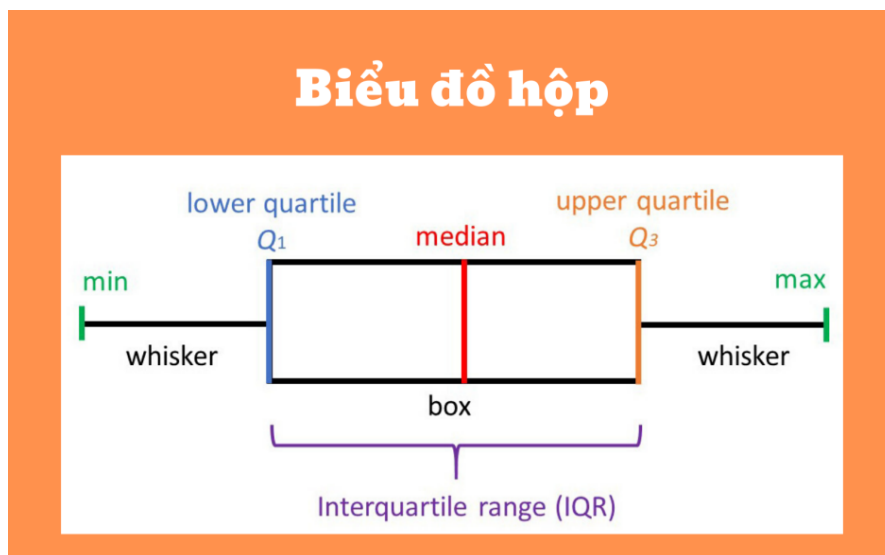 Biểu đồ hộp
lower quartile
Q1
median
upper quartile
Q3
min
max
whisker
whisker
box
Interquartile range (IQR)